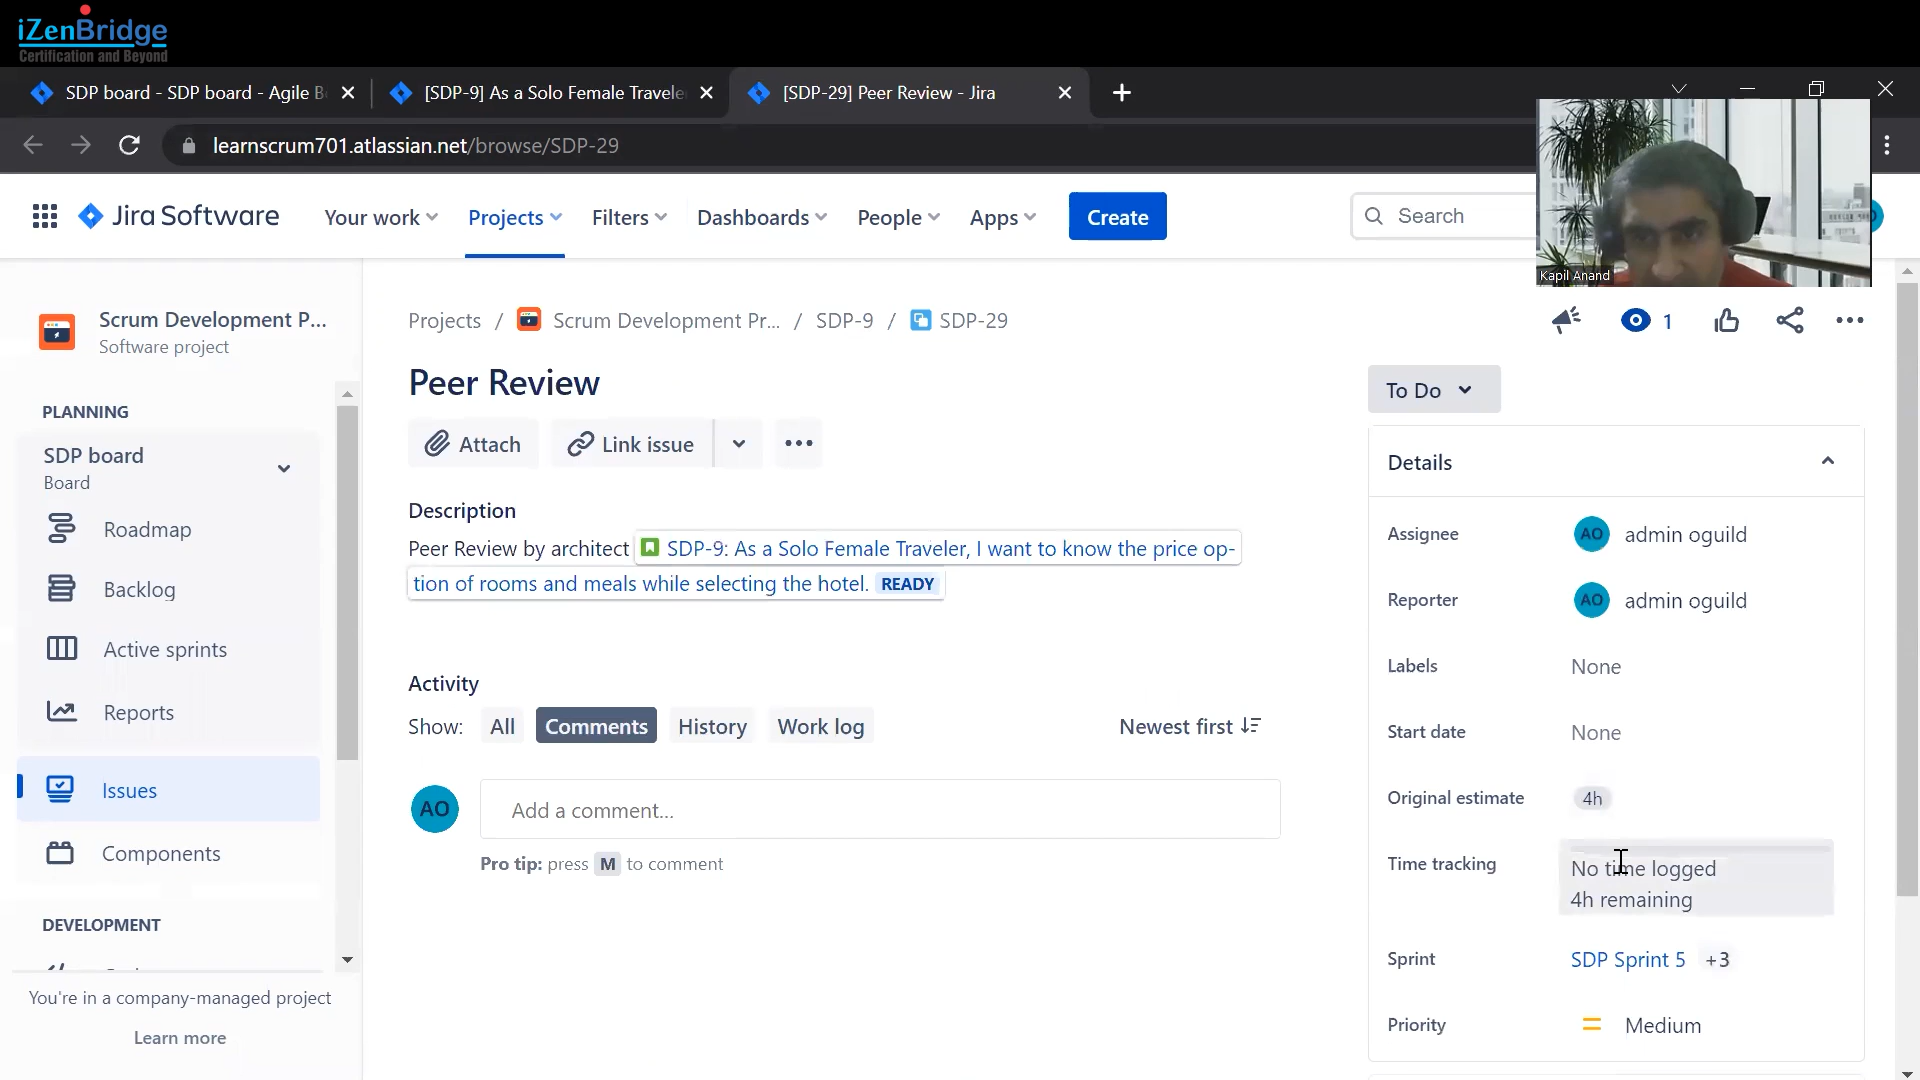 iZenBridge
Certification and Beyond
SDP board - SDP board - Agile B
[SDP-9] As a Solo Female Travele
[SDP-29] Peer Review - Jira
learnscrum701.atlassian.net/browse/SDP-29
Jira Software
Your work
Projects
Filters
Dashboards
People
Apps
Create
Search
Kapil Anand
Scrum Development P...
Software project
PLANNING
SDP board
Board
Roadmap
Backlog
Active sprints
Reports
Issues
Components
DEVELOPMENT
You're in a company-managed project
Learn more
Projects / Scrum Development Pr... / SDP-9 / SDP-29
1
Peer Review
Attach
Link issue
Description
Peer Review by architect SDP-9: As a Solo Female Traveler, I want to know the price op-
tion of rooms and meals while selecting the hotel. READY
Activity
Show: All Comments History Work log
Newest first
AO
Add a comment...
Pro tip: press M to comment
To Do
Details
Assignee
AO admin oguild
Reporter
AO admin oguild
Labels
None
Start date
None
Original estimate
4h
Time tracking
No time logged
4h remaining
Sprint
SDP Sprint 5 +3
Priority
Medium